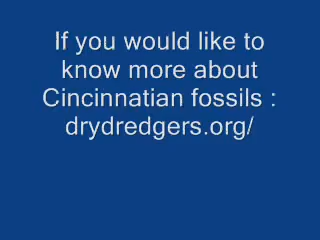 If you would like to
know more about
Cincinnatian fossils :
drydredgers.org/